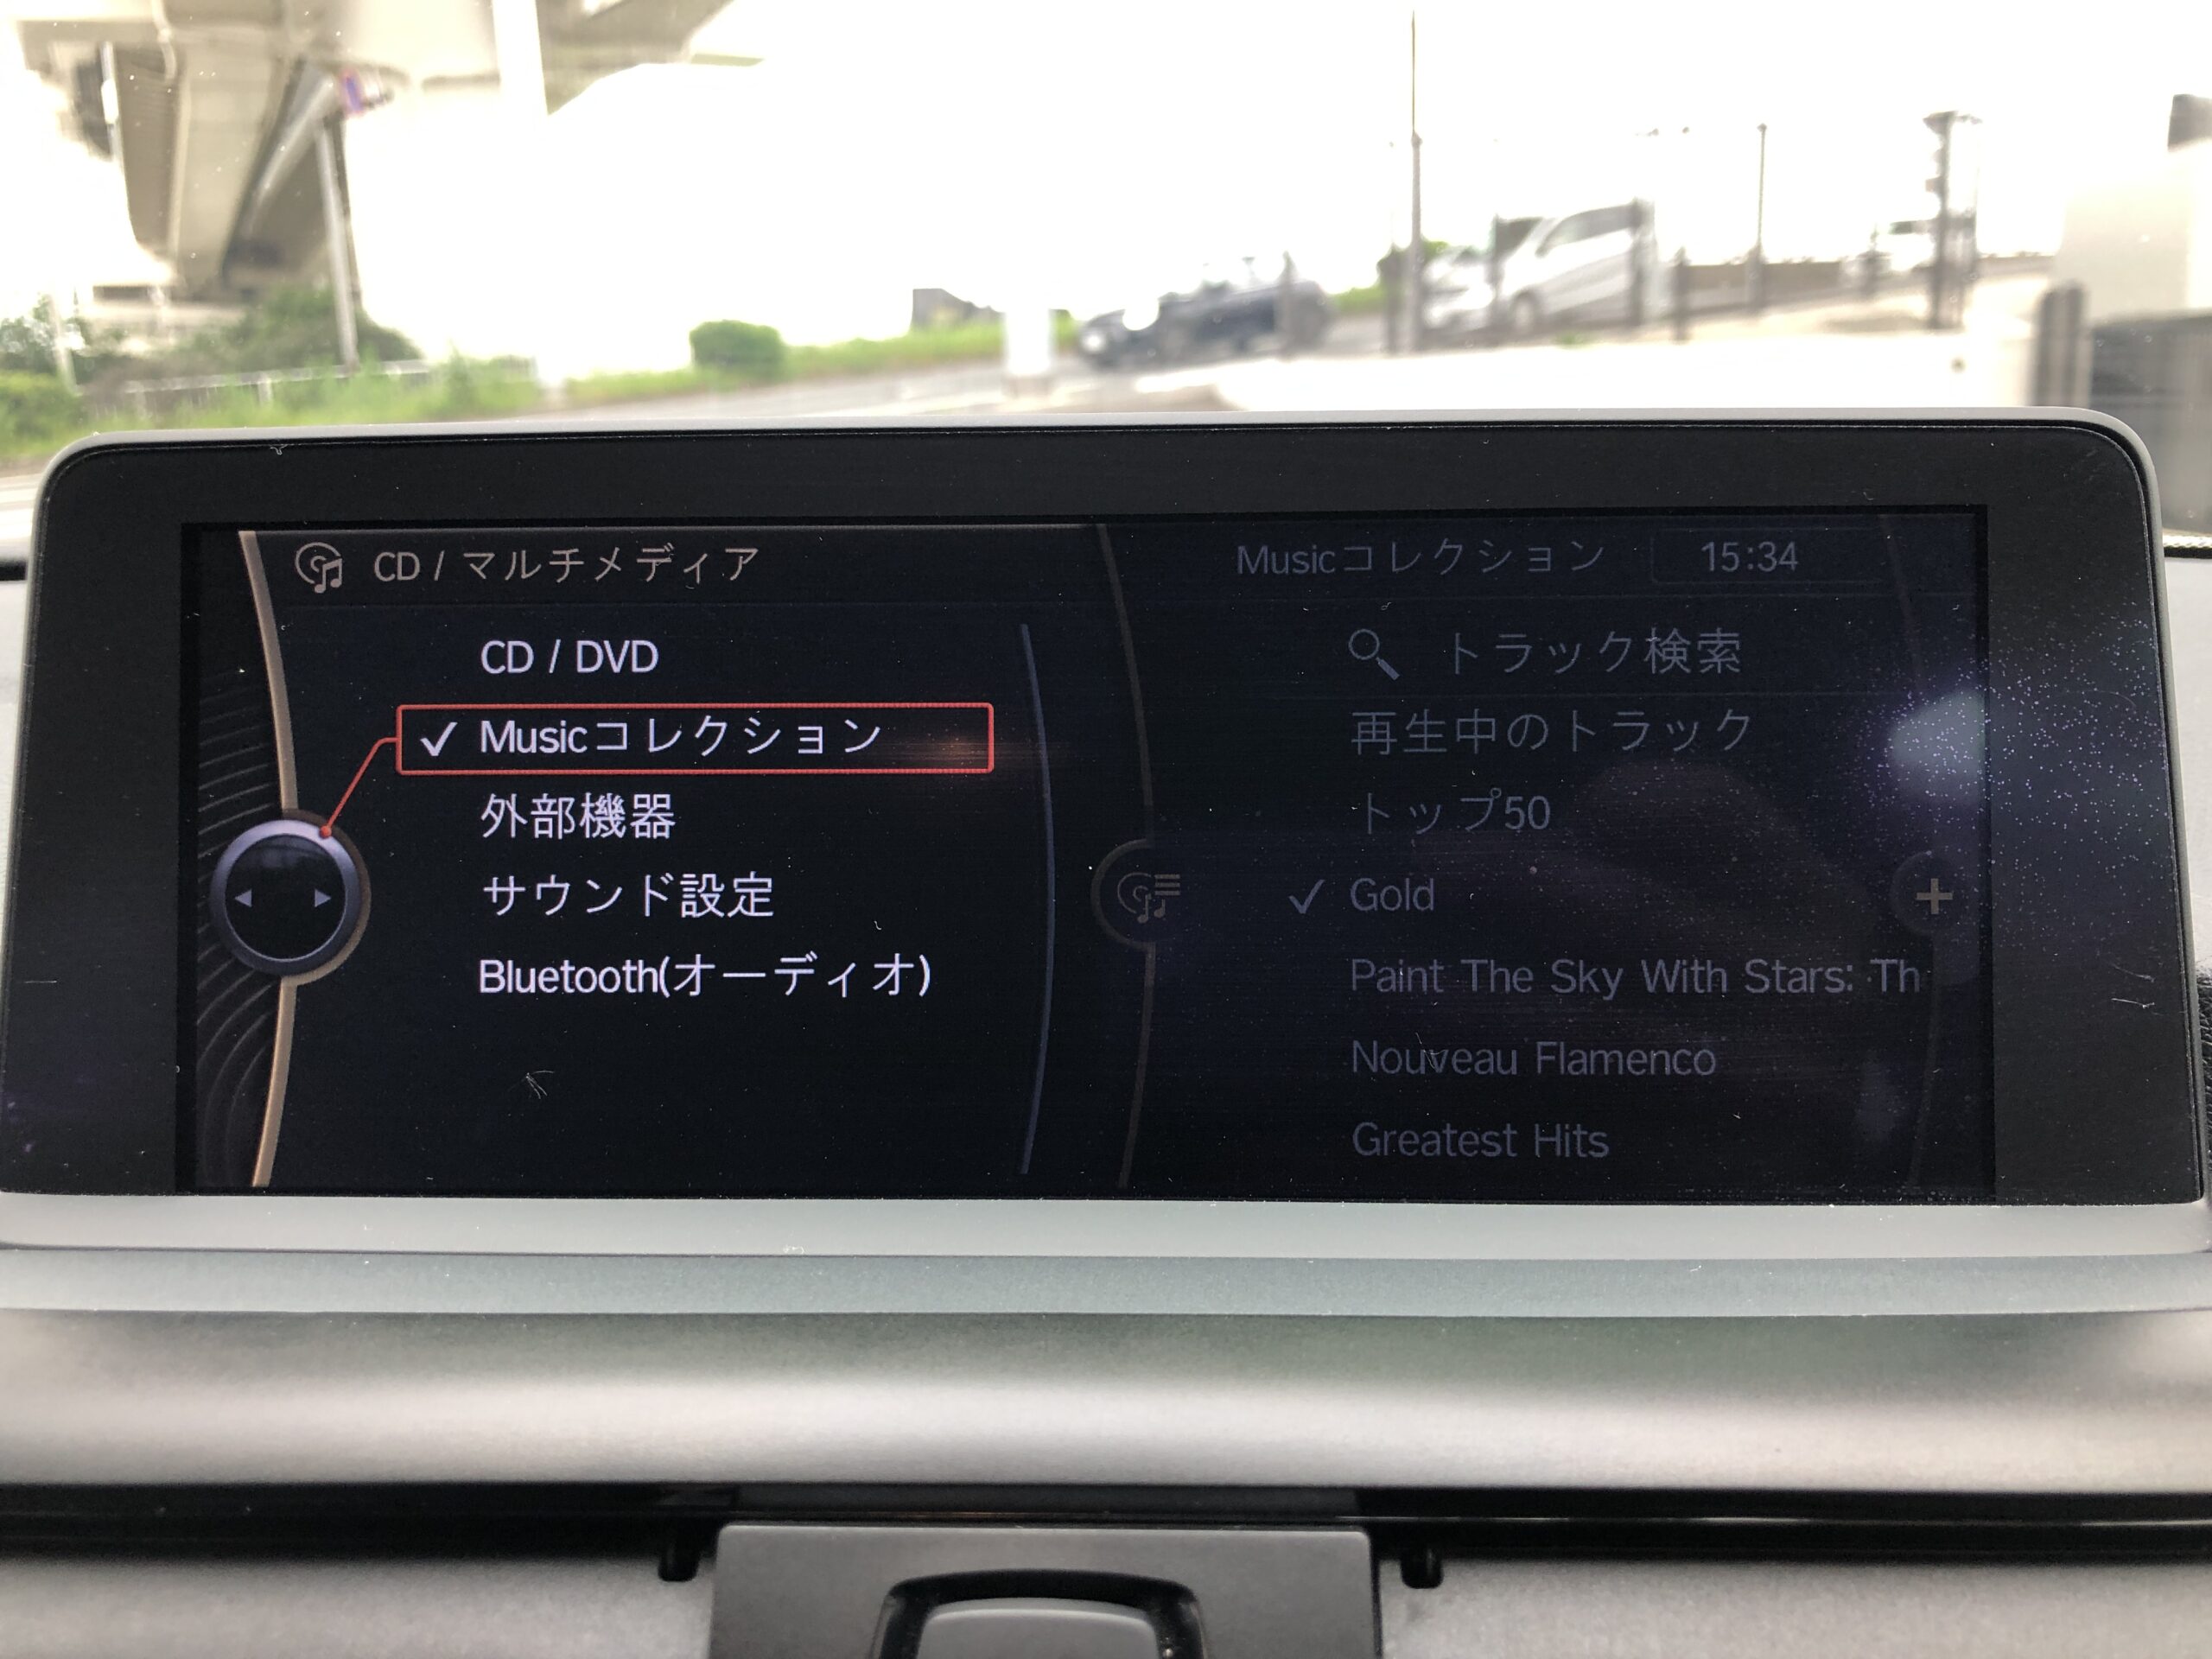 CD / マルチメディア
CD / DVD
Musicコレクション
外部機器
サウンド設定
Bluetooth(オーディオ)
Musicコレクション
15:34
トラック検索
再生中のトラック
トップ50
Gold
Paint The Sky With Stars: Th
Nouveau Flamenco
Greatest Hits